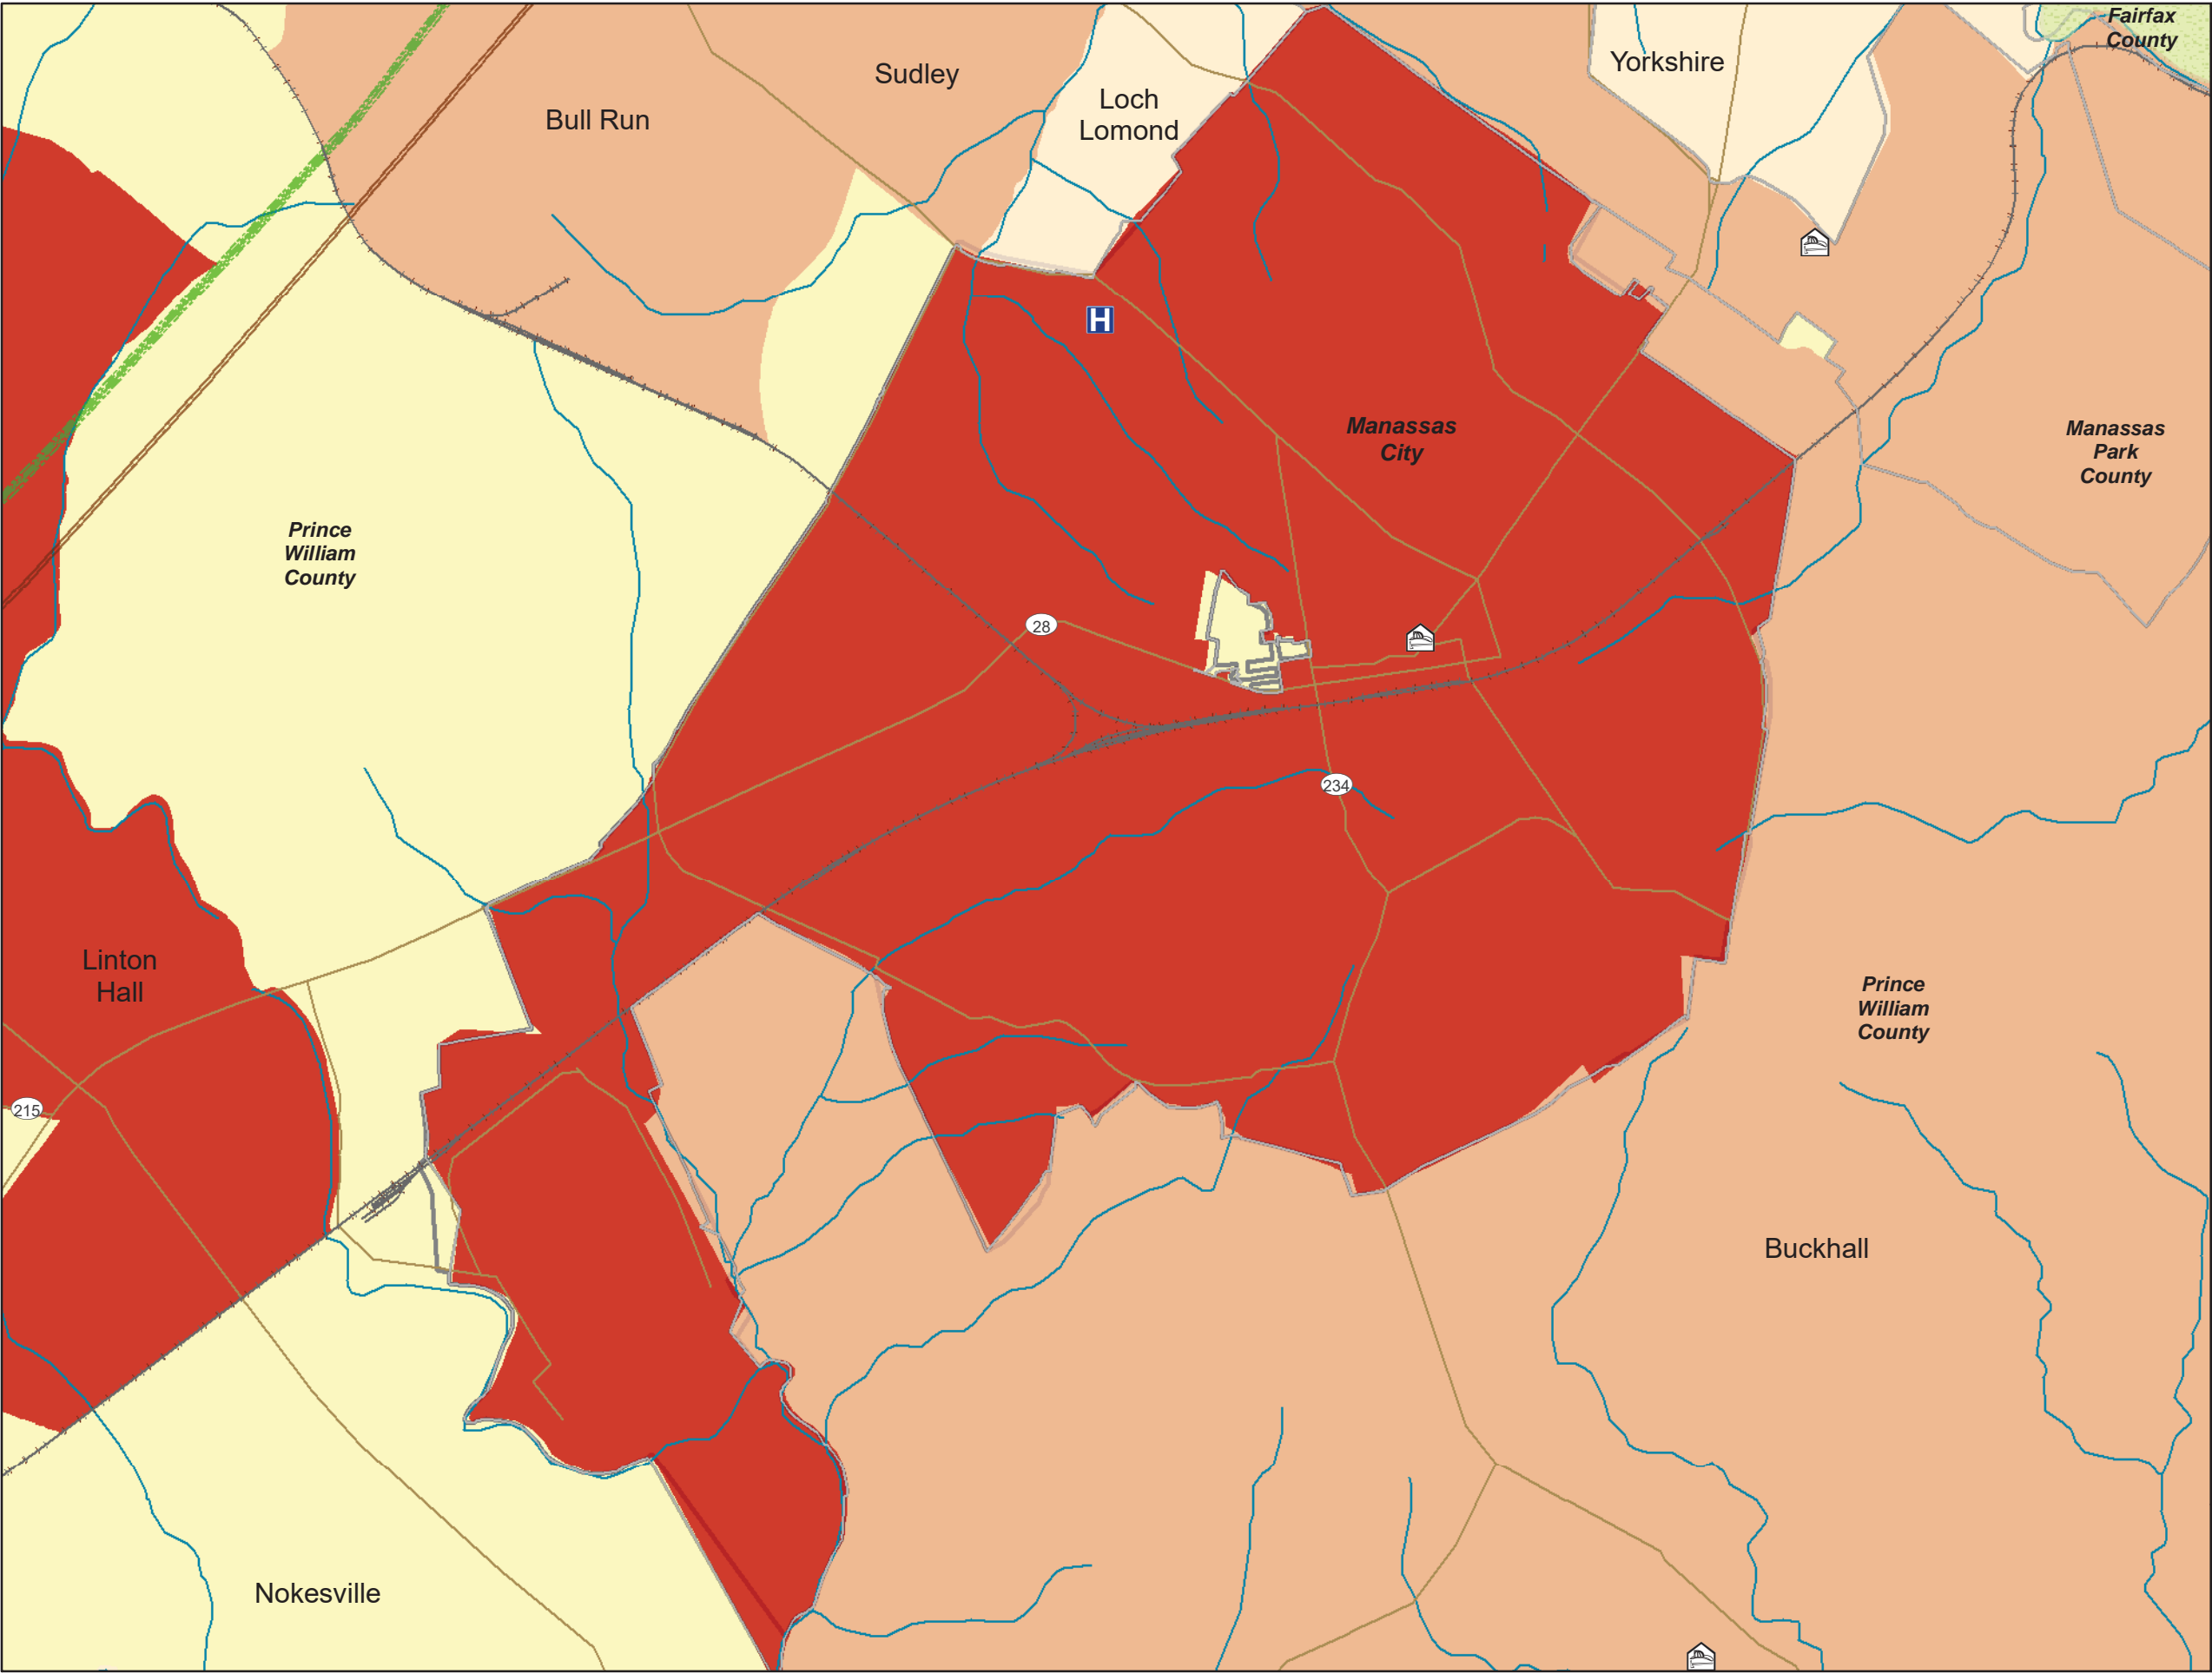 Fairfax
County
Sudley
Yorkshire
Loch
Lomond
Bull Run
H
Manassas
City
Manassas
Park
County
Prince
William
County
28
234
Linton
Hall
Prince
William
County
215
Buckhall
Nokesville